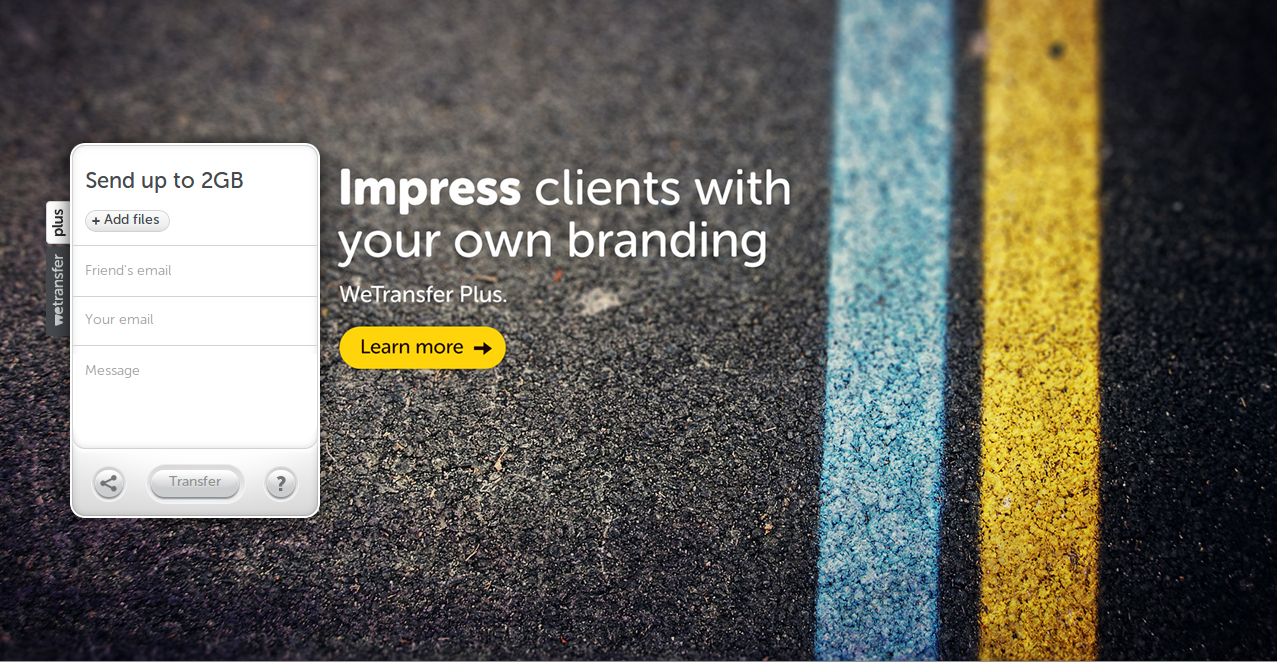 Send up to 2GB
+ Add files
plus
wetransfer
Friend's email
Your email
Message
Transfer
?
Impress clients with
your own branding
WeTransfer Plus.
Learn more →